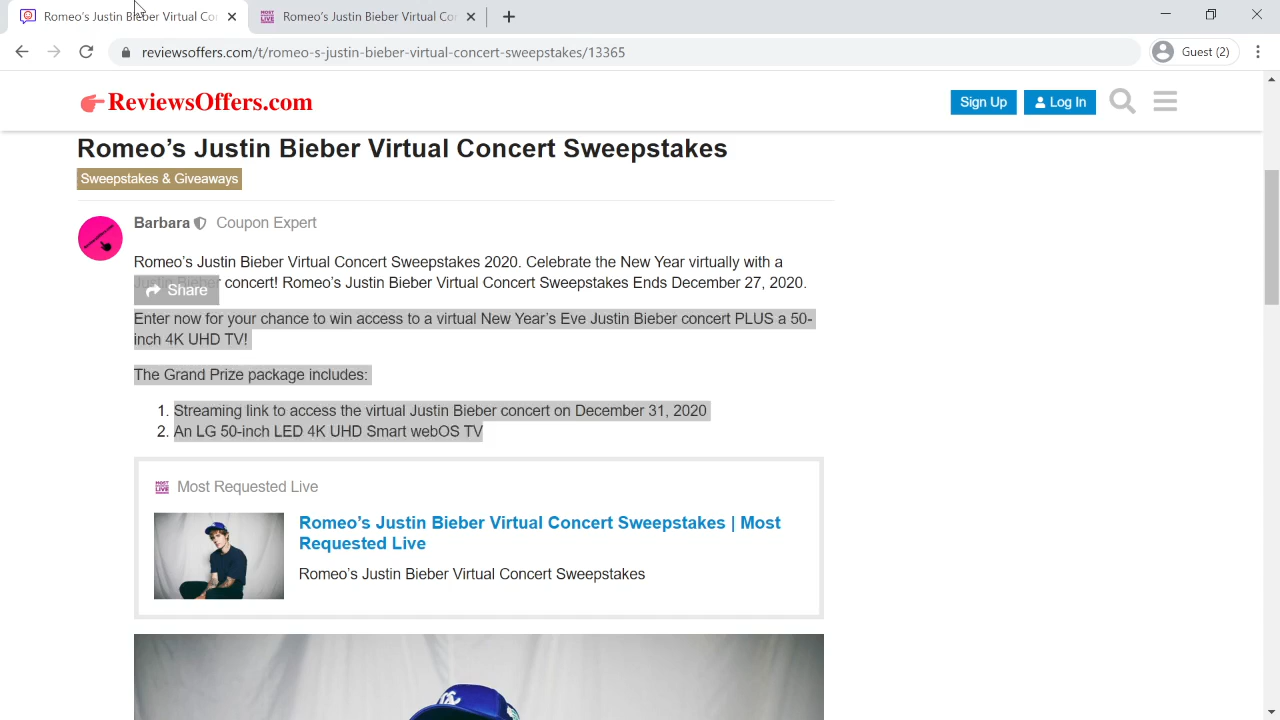 Romeo's Justin Bieber Virtual Co
Romeo's Justin Bieber Virtual Con
reviewsoffers.com/t/romeo-s-justin-bieber-virtual-concert-sweepstakes/13365
Guest (2)
ReviewsOffers.com
Sign Up
Log In
Romeo’s Justin Bieber Virtual Concert Sweepstakes
Sweepstakes & Giveaways
Barbara Coupon Expert
Romeo’s Justin Bieber Virtual Concert Sweepstakes 2020. Celebrate the New Year virtually with a
Justin Bieber concert! Romeo’s Justin Bieber Virtual Concert Sweepstakes Ends December 27, 2020.
Share
Enter now for your chance to win access to a virtual New Year’s Eve Justin Bieber concert PLUS a 50-
inch 4K UHD TV!
The Grand Prize package includes:
1. Streaming link to access the virtual Justin Bieber concert on December 31, 2020
2. An LG 50-inch LED 4K UHD Smart webOS TV
MOST REQUESTED LIVE Most Requested Live
Romeo’s Justin Bieber Virtual Concert Sweepstakes | Most
Requested Live
Romeo’s Justin Bieber Virtual Concert Sweepstakes